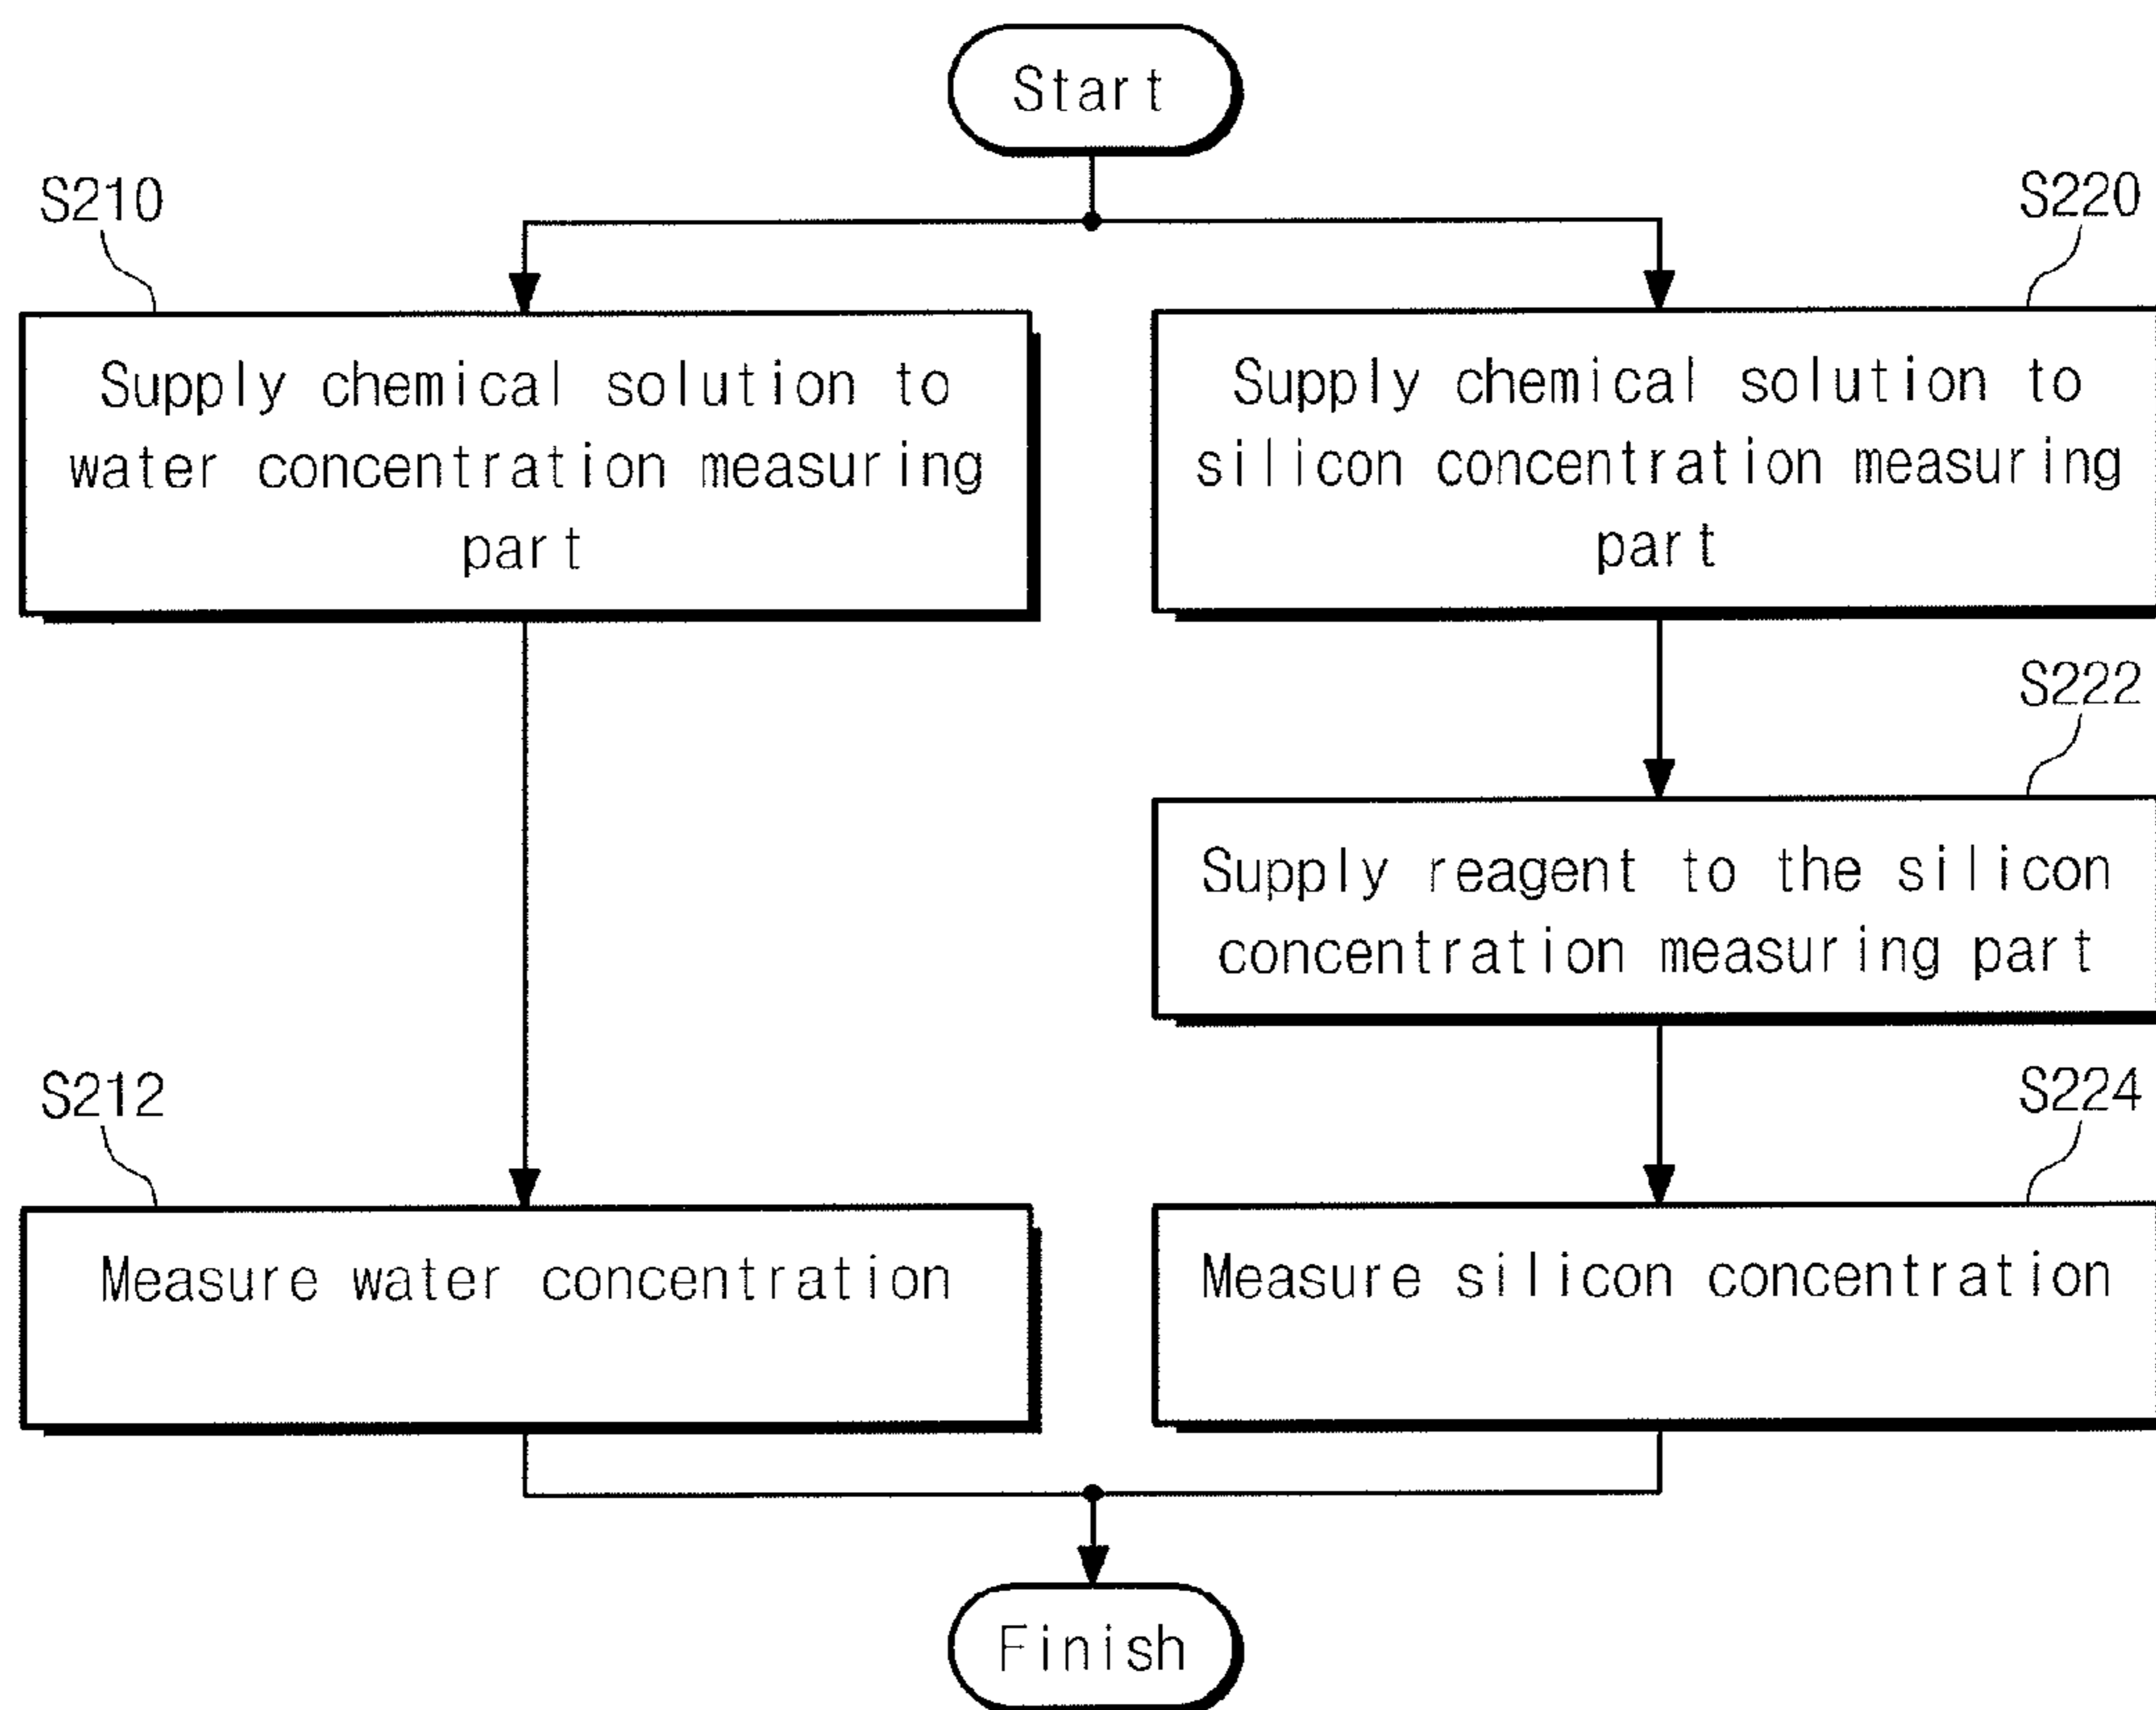 Start
S210
Supply chemical solution to
water concentration measuring
part
S220
Supply chemical solution to
silicon concentration measuring
part
S222
Supply reagent to the silicon
concentration measuring part
S212
Measure water concentration
S224
Measure silicon concentration
Finish